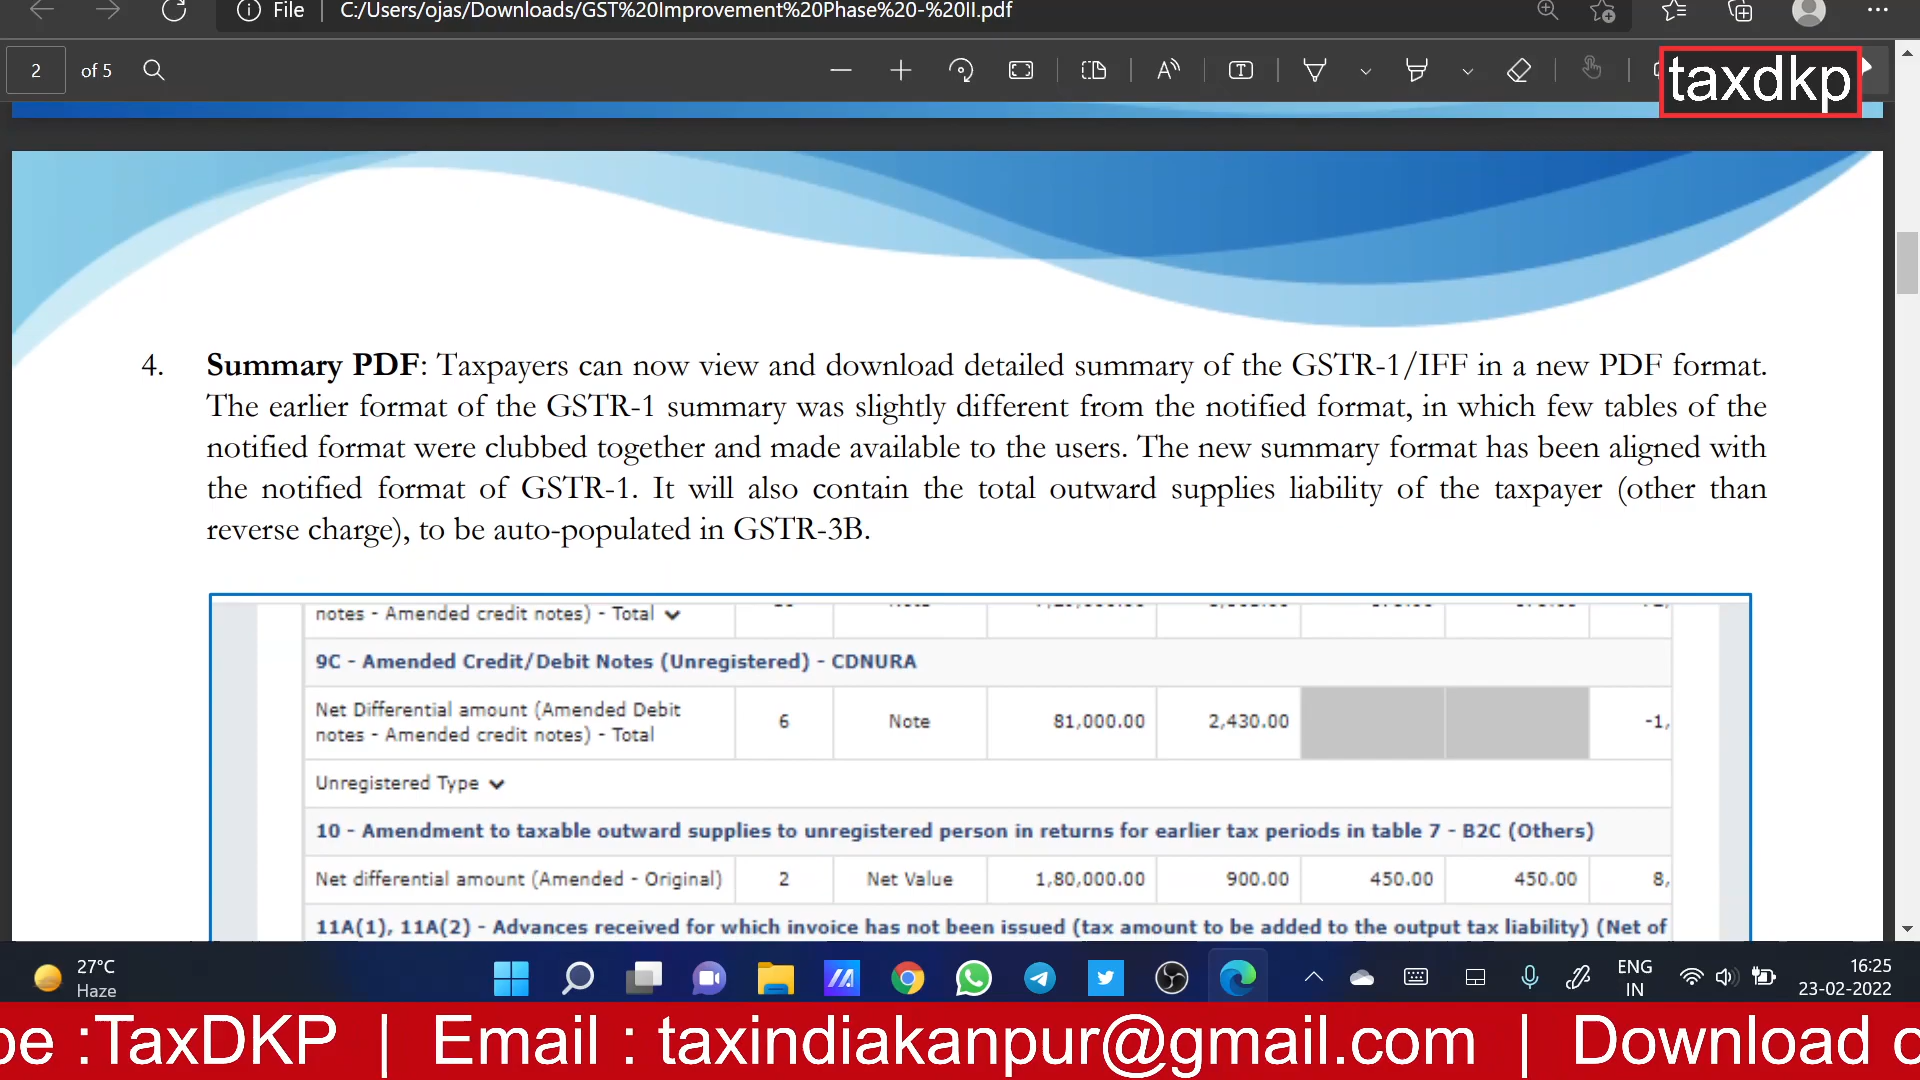 File | C:/Users/ojas/Downloads/GST%20Improvement%20Phase%20-%20II.pdf
2 of 5
taxdkp
4. Summary PDF: Taxpayers can now view and download detailed summary of the GSTR-1/IFF in a new PDF format.
The earlier format of the GSTR-1 summary was slightly different from the notified format, in which few tables of the
notified format were clubbed together and made available to the users. The new summary format has been aligned with
the notified format of GSTR-1. It will also contain the total outward supplies liability of the taxpayer (other than
reverse charge), to be auto-populated in GSTR-3B.
notes - Amended credit notes) - Total
9C - Amended Credit/Debit Notes (Unregistered) - CDNURA
Net Differential amount (Amended Debit
notes - Amended credit notes) - Total 6 Note 81,000.00 2,430.00 -1,
Unregistered Type
10 - Amendment to taxable outward supplies to unregistered person in returns for earlier tax periods in table 7 - B2C (Others)
Net differential amount (Amended - Original) 2 Net Value 1,80,000.00 900.00 450.00 450.00 8,
11A(1), 11A(2) - Advances received for which invoice has not been issued (tax amount to be added to the output tax liability) (Net of
27°C
Haze
ENG
IN
16:25
23-02-2022
be :TaxDKP | Email : taxindiakanpur@gmail.com | Download